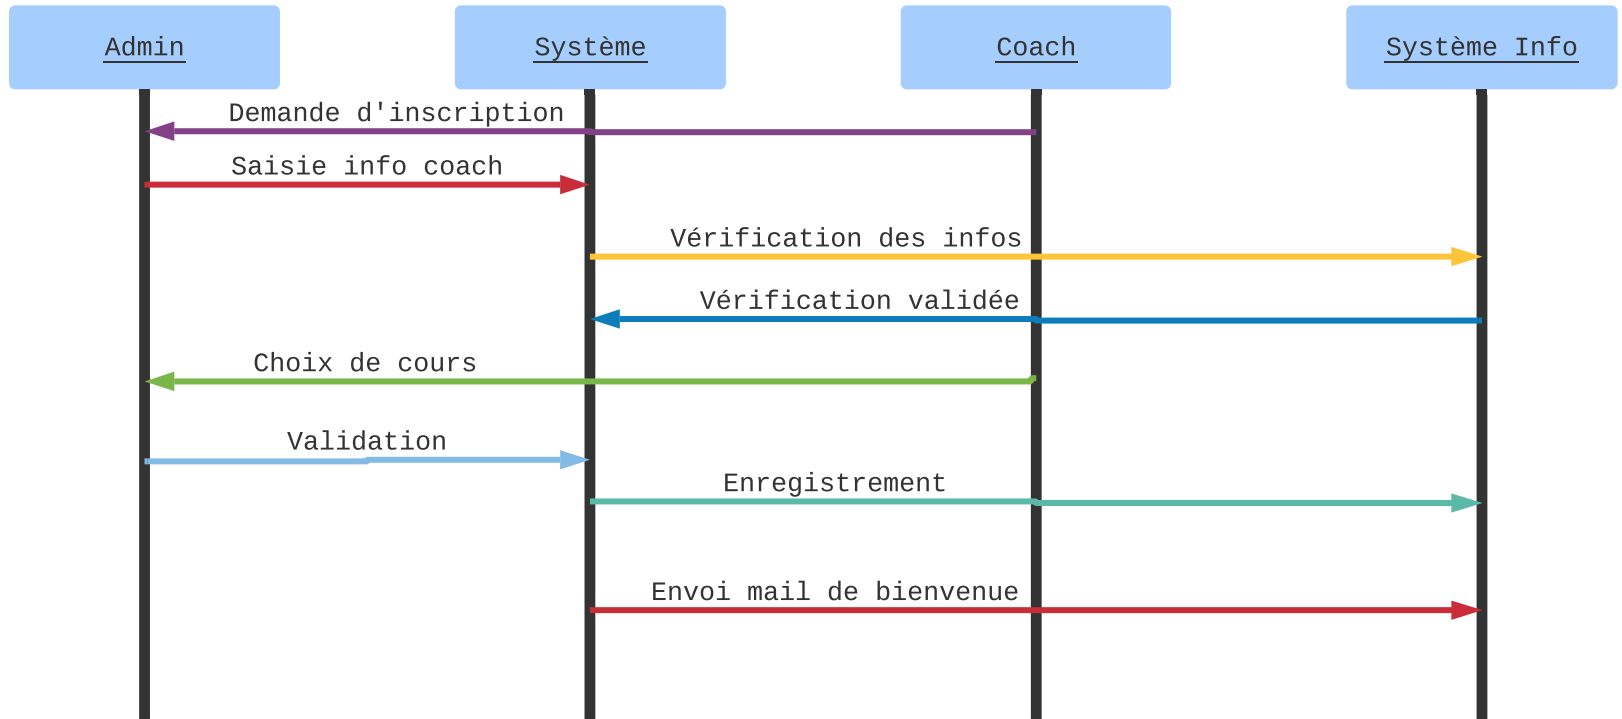 Admin
Système
Coach
Système Info
Demande d'inscription
Saisie info coach
Vérification des infos
Vérification validée
Choix de cours
Validation
Enregistrement
Envoi mail de bienvenue